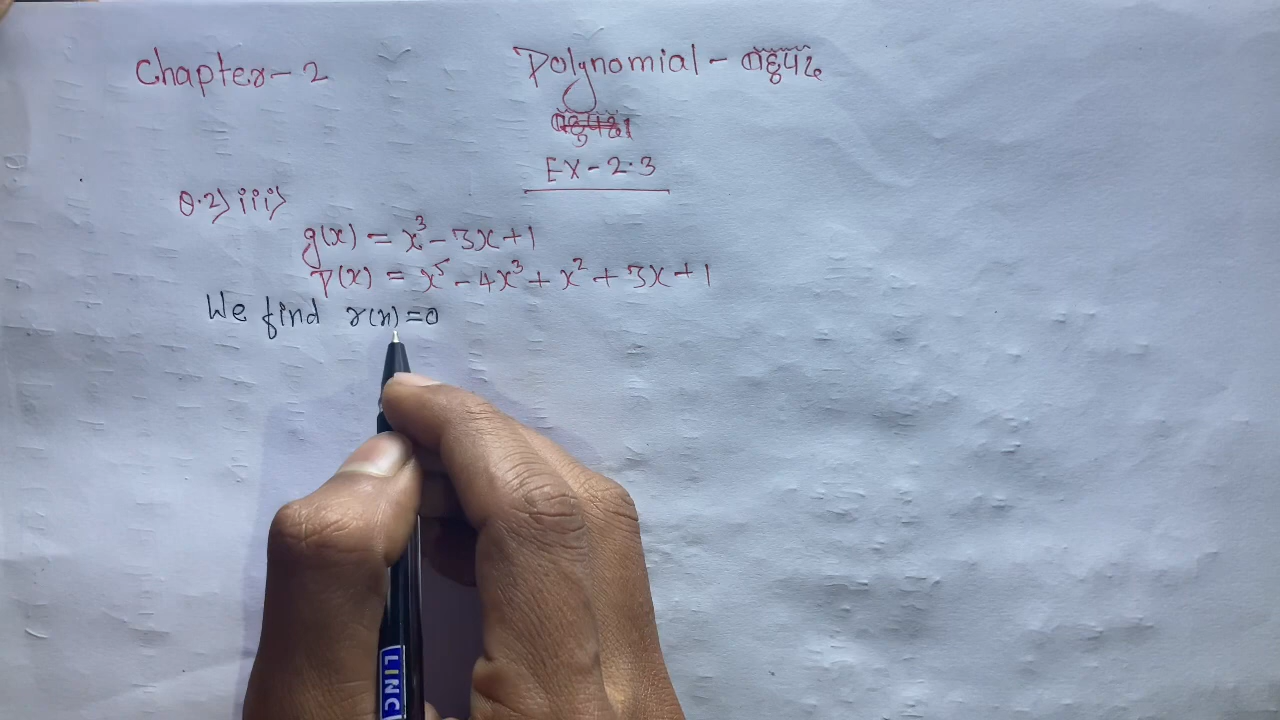 Chapter-2 Polynomial - बहुपद
EX-2.3
Q.2) iii)
g(x) = x³ - 3x + 1
p(x) = x⁵ - 4x³ + x² + 3x + 1
We find r(x) = 0
LINC